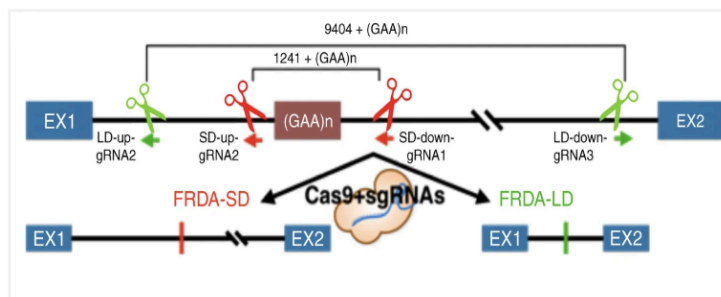 9404 + (GAA)n
1241 + (GAA)n
EX1
(GAA)n
EX2
LD-up-
gRNA2
SD-up-
gRNA2
SD-down-
gRNA1
LD-down-
gRNA3
FRDA-SD
Cas9+sgRNAs
FRDA-LD
EX1
EX2
EX1
EX2